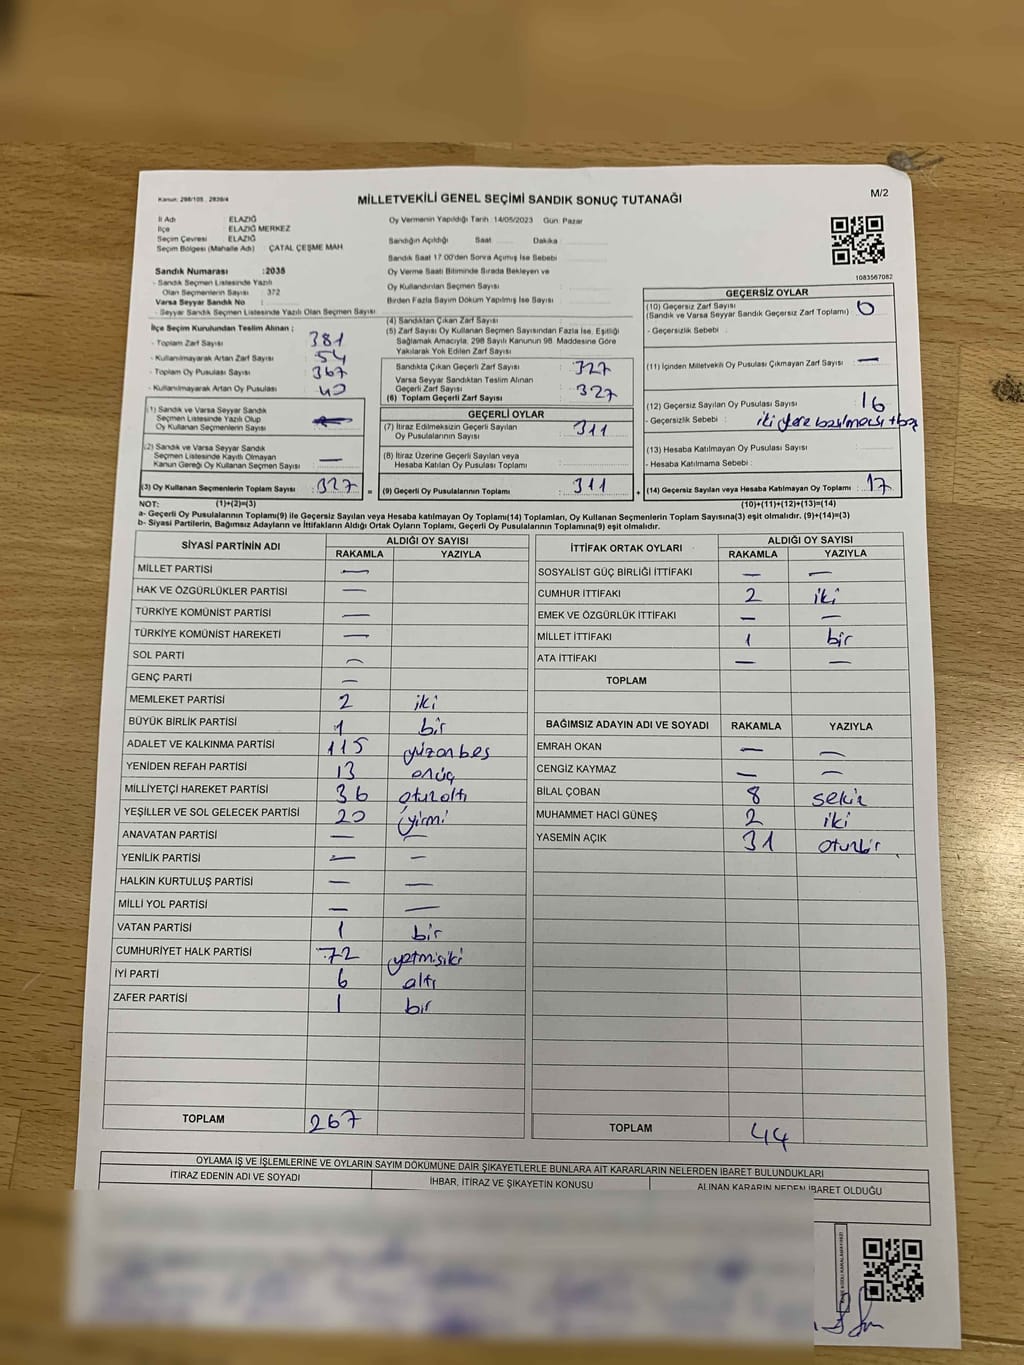 Kanun: 298/105 , 2839/4
MİLLETVEKİLİ GENEL SEÇİMİ SANDIK SONUÇ TUTANAĞI
M/2
İl Adı ELAZIĞ
İlçe ELAZIĞ MERKEZ
Seçim Çevresi ELAZIĞ
Seçim Bölgesi (Mahalle Adı) ÇATAL ÇEŞME MAH
Sandık Numarası :2035
- Sandık Seçmen Listesinde Yazılı
Olan Seçmenlerin Sayısı : 372
Varsa Seyyar Sandık No :
- Seyyar Sandık Seçmen Listesinde Yazılı Olan Seçmen Sayısı
Oy Vermenin Yapıldığı Tarih :14/05/2023 Gün: Pazar
Sandığın Açıldığı Saat Dakika
Sandık Saat 17:00'den Sonra Açımış İse Sebebi
Oy Verme Saati Bitiminde Sırada Bekleyen ve
Oy Kullandırılan Seçmen Sayısı
Birden Fazla Sayım Döküm Yapılmış İse Sayısı
1083567082
İlçe Seçim Kurulundan Teslim Alınan ;
- Toplam Zarf Sayısı : 381
- Kullanılmayarak Artan Zarf Sayısı : 54
- Toplam Oy Pusulası Sayısı : 367
- Kullanılmayarak Artan Oy Pusulası : 40
(1) Sandık ve Varsa Seyyar Sandık
Seçmen Listesinde Yazılı Olup
Oy Kullanan Seçmenlerin Sayısı :
(2) Sandık ve Varsa Seyyar Sandık
Seçmen Listesinde Kayıtlı Olmayan
Kanun Gereği Oy Kullanan Seçmen Sayısı : —
(3) Oy Kullanan Seçmenlerin Toplam Sayısı : 327
(4) Sandıktan Çıkan Zarf Sayısı
(5) Zarf Sayısı Oy Kullanan Seçmen Sayısından Fazla İse, Eşitliği
Sağlamak Amacıyla, 298 Sayılı Kanunun 98. Maddesine Göre
Yakılarak Yok Edilen Zarf Sayısı
Sandıkta Çıkan Geçerli Zarf Sayısı : 327
Varsa Seyyar Sandıktan Teslim Alınan
Geçerli Zarf Sayısı
(6) Toplam Geçerli Zarf Sayısı : 327
GEÇERLİ OYLAR
(7) İtiraz Edilmeksizin Geçerli Sayılan
Oy Pusulalarının Sayısı : 311
(8) İtiraz Üzerine Geçerli Sayılan veya
Hesaba Katılan Oy Pusulası Toplamı
= (9) Geçerli Oy Pusulalarının Toplamı : 311 +
GEÇERSİZ OYLAR
(10) Geçersiz Zarf Sayısı
(Sandık ve Varsa Seyyar Sandık Geçersiz Zarf Toplamı) : 0
- Geçersizlik Sebebi :
(11) İçinden Milletvekili Oy Pusulası Çıkmayan Zarf Sayısı : —
(12) Geçersiz Sayılan Oy Pusulası Sayısı : 16
- Geçersizlik Sebebi : iki yere basılması
(13) Hesaba Katılmayan Oy Pusulası Sayısı :
- Hesaba Katılmama Sebebi :
(14) Geçersiz Sayılan veya Hesaba Katılmayan Oy Toplamı : 17
NOT: (1)+(2)=(3) (10)+(11)+(12)+(13)=(14)
a- Geçerli Oy Pusulalarının Toplamı(9) ile Geçersiz Sayılan veya Hesaba katılmayan Oy Toplamı(14) Toplamları, Oy Kullanan Seçmenlerin Toplam Sayısına(3) eşit olmalıdır. (9)+(14)=(3)
b- Siyasi Partilerin, Bağımsız Adayların ve İttifakların Aldığı Ortak Oyların Toplamı, Geçerli Oy Pusulalarının Toplamına(9) eşit olmalıdır.
SİYASİ PARTİNİN ADI ALDIĞI OY SAYISI
RAKAMLA YAZIYLA
MİLLET PARTİSİ —
HAK VE ÖZGÜRLÜKLER PARTİSİ —
TÜRKİYE KOMÜNİST PARTİSİ —
TÜRKİYE KOMÜNİST HAREKETİ —
SOL PARTİ —
GENÇ PARTİ —
MEMLEKET PARTİSİ 2 iki
BÜYÜK BİRLİK PARTİSİ 1 bir
ADALET VE KALKINMA PARTİSİ 115 yüzonbeş
YENİDEN REFAH PARTİSİ 13 onüç
MİLLİYETÇİ HAREKET PARTİSİ 36 otuzaltı
YEŞİLLER VE SOL GELECEK PARTİSİ 20 yirmi
ANAVATAN PARTİSİ — —
YENİLİK PARTİSİ — —
HALKIN KURTULUŞ PARTİSİ — —
MİLLİ YOL PARTİSİ — —
VATAN PARTİSİ 1 bir
CUMHURİYET HALK PARTİSİ 72 yetmişiki
İYİ PARTİ 6 altı
ZAFER PARTİSİ 1 bir
TOPLAM 267
İTTİFAK ORTAK OYLARI ALDIĞI OY SAYISI
RAKAMLA YAZIYLA
SOSYALİST GÜÇ BİRLİĞİ İTTİFAKI — —
CUMHUR İTTİFAKI 2 iki
EMEK VE ÖZGÜRLÜK İTTİFAKI — —
MİLLET İTTİFAKI 1 bir
ATA İTTİFAKI — —
TOPLAM
BAĞIMSIZ ADAYIN ADI VE SOYADI RAKAMLA YAZIYLA
EMRAH OKAN — —
CENGİZ KAYMAZ — —
BİLAL ÇOBAN 8 sekiz
MUHAMMET HACİ GÜNEŞ 2 iki
YASEMİN AÇIK 31 otuzbir
TOPLAM 44
OYLAMA İŞ VE İŞLEMLERİNE VE OYLARIN SAYIM DÖKÜMÜNE DAİR ŞİKAYETLERLE BUNLARA AİT KARARLARIN NELERDEN İBARET BULUNDUKLARI
İTİRAZ EDENİN ADI VE SOYADI İHBAR, İTİRAZ VE ŞİKAYETİN KONUSU ALINAN KARARIN NEDEN İBARET OLDUĞU